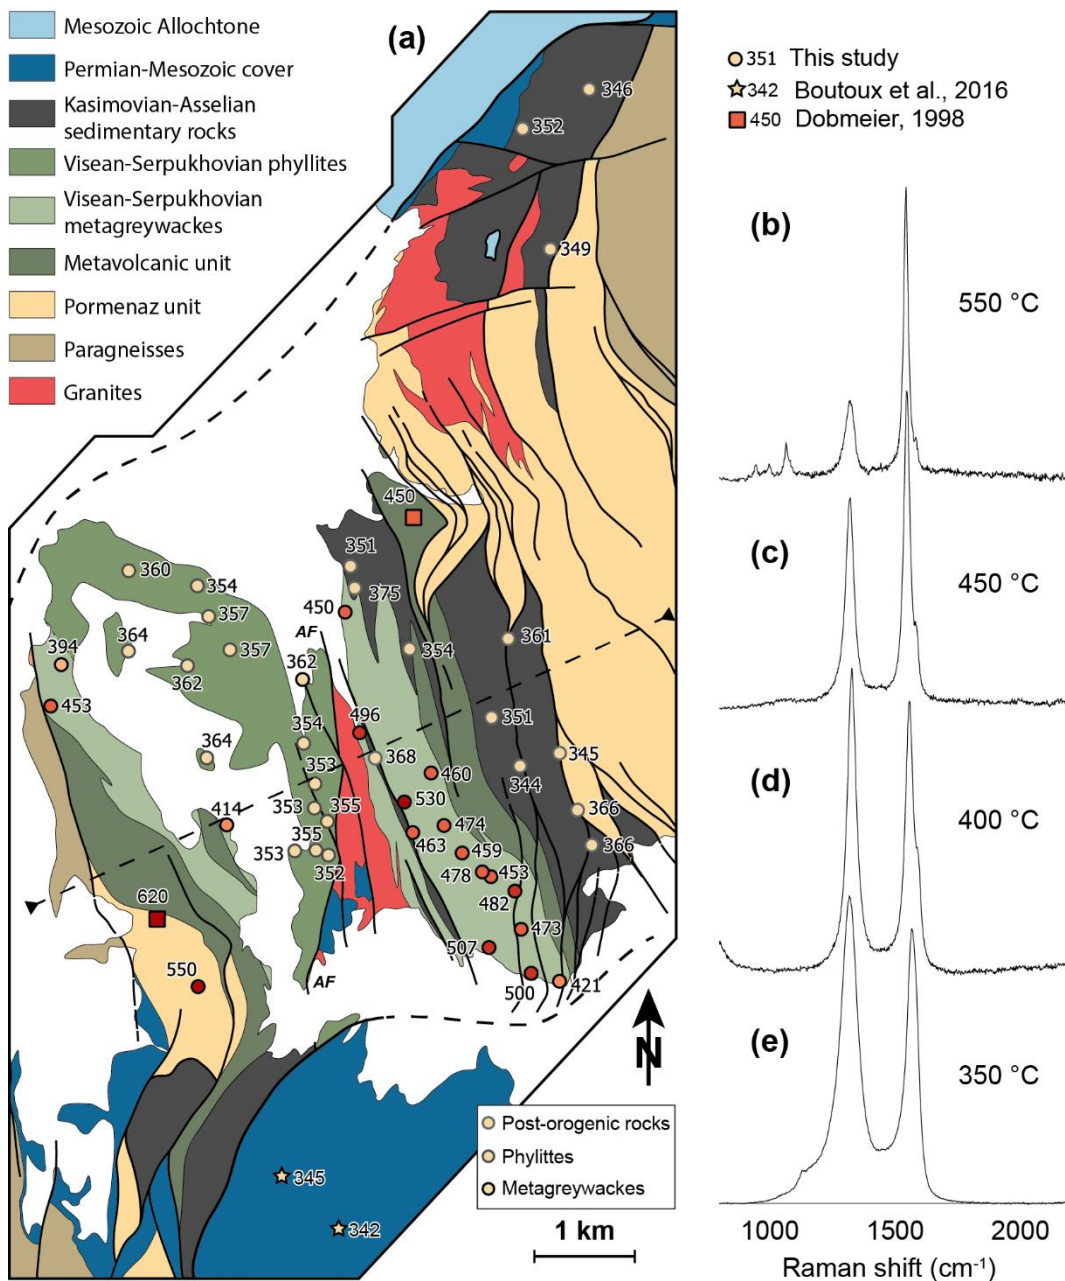 Mesozoic Allochtone
Permian-Mesozoic cover
Kasimovian-Asselian
sedimentary rocks
Visean-Serpukhovian phyllites
Visean-Serpukhovian
metagreywackes
Metavolcanic unit
Pormenaz unit
Paragneisses
Granites
(a)
351 This study
342 Boutoux et al., 2016
450 Dobmeier, 1998
346
352
349
450
351
375
450
360
354
357
364
357
394
362
453
AF
362
354
361
496
354
351
368
364
353
345
344
460
530
353
355
366
414
474
463
459
366
355
353
352
478
453
482
620
473
507
550
500
421
AF
N
345
342
Post-orogenic rocks
Phylittes
Metagreywackes
1 km
(b)
550 °C
(c)
450 °C
(d)
400 °C
(e)
350 °C
1000
1500
2000
Raman shift (cm-1)